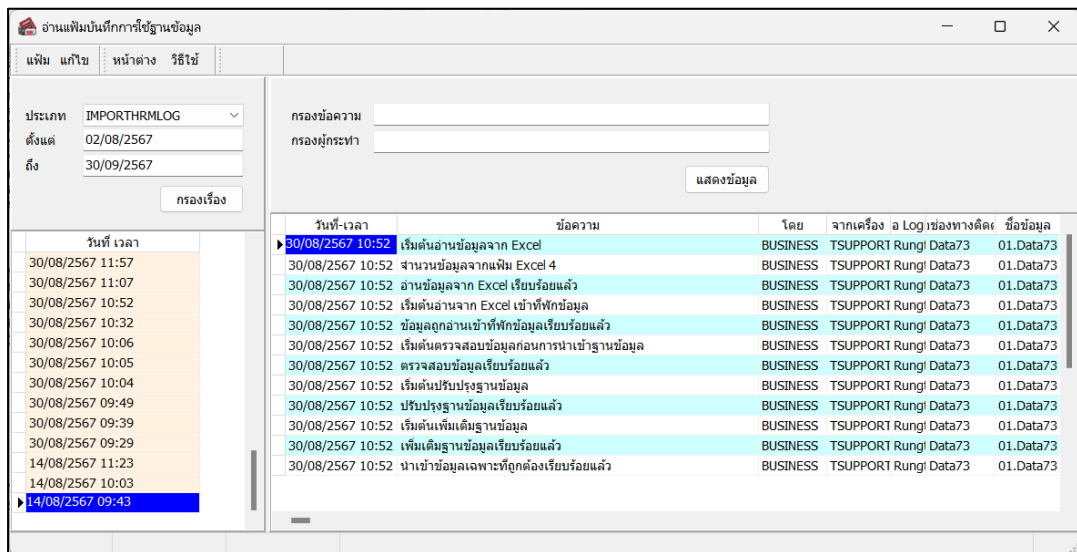 อ่านแฟ้มบันทึกการใช้ฐานข้อมูล
แฟ้ม แก้ไข หน้าต่าง วิธีใช้
ประเภท IMPORTHRMLOG
ตั้งแต่ 02/08/2567
ถึง 30/09/2567
กรองเรื่อง
วันที่ เวลา
30/08/2567 11:57
30/08/2567 11:07
30/08/2567 10:52
30/08/2567 10:32
30/08/2567 10:06
30/08/2567 10:05
30/08/2567 10:04
30/08/2567 09:49
30/08/2567 09:39
30/08/2567 09:29
14/08/2567 11:23
14/08/2567 10:03
14/08/2567 09:43
กรองข้อความ
กรองผู้กระทำ
แสดงข้อมูล
วันที่-เวลา ข้อความ โดย จากเครื่อง อ Log ช่องทางติดต ชื่อข้อมูล
30/08/2567 10:52 เริ่มต้นอ่านข้อมูลจาก Excel BUSINESS TSUPPORT Rung Data73 01.Data73
30/08/2567 10:52 จำนวนข้อมูลจากแฟ้ม Excel 4 BUSINESS TSUPPORT Rung Data73 01.Data73
30/08/2567 10:52 อ่านข้อมูลจาก Excel เรียบร้อยแล้ว BUSINESS TSUPPORT Rung Data73 01.Data73
30/08/2567 10:52 เริ่มต้นอ่านจาก Excel เข้าที่พักข้อมูล BUSINESS TSUPPORT Rung Data73 01.Data73
30/08/2567 10:52 ข้อมูลถูกอ่านเข้าที่พักข้อมูลเรียบร้อยแล้ว BUSINESS TSUPPORT Rung Data73 01.Data73
30/08/2567 10:52 เริ่มต้นตรวจสอบข้อมูลก่อนการนำเข้าฐานข้อมูล BUSINESS TSUPPORT Rung Data73 01.Data73
30/08/2567 10:52 ตรวจสอบข้อมูลเรียบร้อยแล้ว BUSINESS TSUPPORT Rung Data73 01.Data73
30/08/2567 10:52 เริ่มต้นปรับปรุงฐานข้อมูล BUSINESS TSUPPORT Rung Data73 01.Data73
30/08/2567 10:52 ปรับปรุงฐานข้อมูลเรียบร้อยแล้ว BUSINESS TSUPPORT Rung Data73 01.Data73
30/08/2567 10:52 เริ่มต้นเพิ่มเติมฐานข้อมูล BUSINESS TSUPPORT Rung Data73 01.Data73
30/08/2567 10:52 เพิ่มเติมฐานข้อมูลเรียบร้อยแล้ว BUSINESS TSUPPORT Rung Data73 01.Data73
30/08/2567 10:52 นำเข้าข้อมูลเฉพาะที่ถูกต้องเรียบร้อยแล้ว BUSINESS TSUPPORT Rung Data73 01.Data73